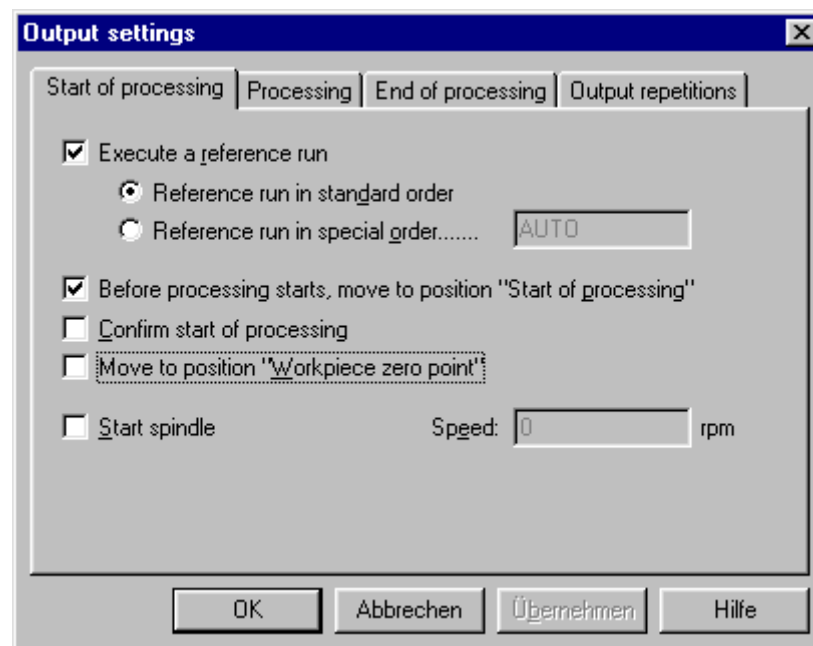 Output settings
Start of processing Processing End of processing Output repetitions
Execute a reference run
Reference run in standard order
Reference run in special order....... AUTO
Before processing starts, move to position "Start of processing"
Confirm start of processing
Move to position "Workpiece zero point"
Start spindle Speed: 0 rpm
OK Abbrechen Übernehmen Hilfe